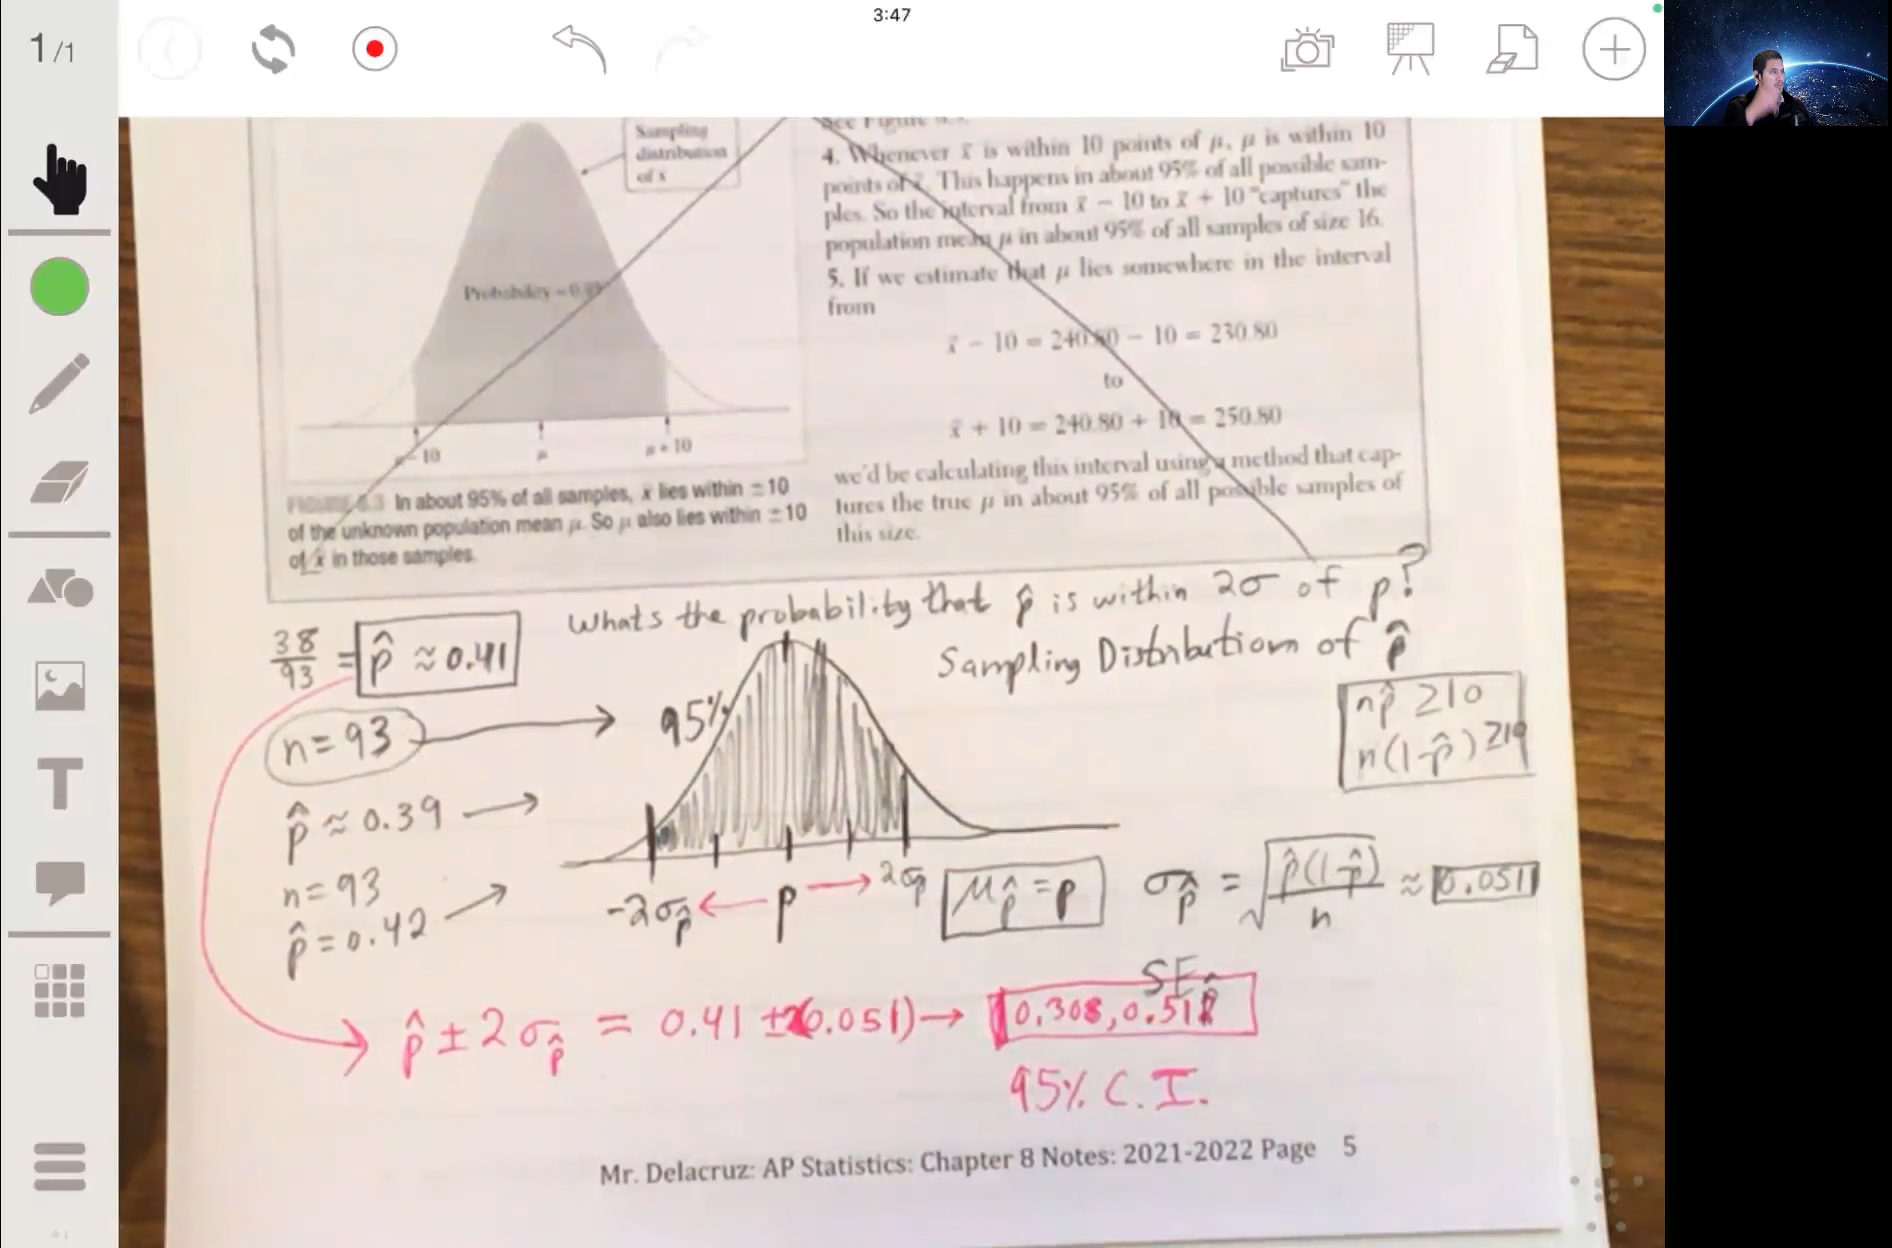 3:47
1/1
Sampling
distribution
of x
Probability = 0.95
μ - 10
μ
μ + 10
See Figure
4. Whenever x̄ is within 10 points of μ, μ is within 10
points of x̄. This happens in about 95% of all possible sam-
ples. So the interval from x̄ − 10 to x̄ + 10 "captures" the
population mean μ in about 95% of all samples of size 16.
5. If we estimate that μ lies somewhere in the interval
from
x̄ − 10 = 240.80 − 10 = 230.80
to
x̄ + 10 = 240.80 + 10 = 250.80
we'd be calculating this interval using a method that cap-
tures the true μ in about 95% of all possible samples of
this size.
FIGURE 8.3 In about 95% of all samples, x̄ lies within ±10
of the unknown population mean μ. So μ also lies within ±10
of x̄ in those samples.
Whats the probability that p̂ is within 2σ of p?
Sampling Distribution of p̂
38/93 = p̂ ≈ 0.41
n = 93
95%
np̂ ≥ 10
n(1-p̂) ≥ 10
p̂ ≈ 0.39
n = 93
p̂ = 0.42
-2σp̂ ← p → 2σp̂
μp̂ = p
σp̂ = √(p̂(1-p̂)/n) ≈ 0.051
SEp̂
p̂ ± 2σp̂ = 0.41 ± 2(0.051) → 0.308, 0.512
95% C.I.
Mr. Delacruz: AP Statistics: Chapter 8 Notes: 2021-2022 Page 5
T